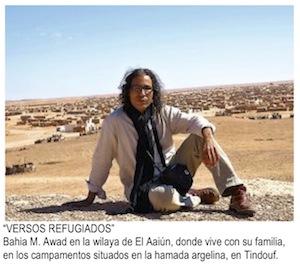 “VERSOS REFUGIADOS”
Bahia M. Awad en la wilaya de El Aaiún, donde vive con su familia,
en los campamentos situados en la hamada argelina, en Tindouf.